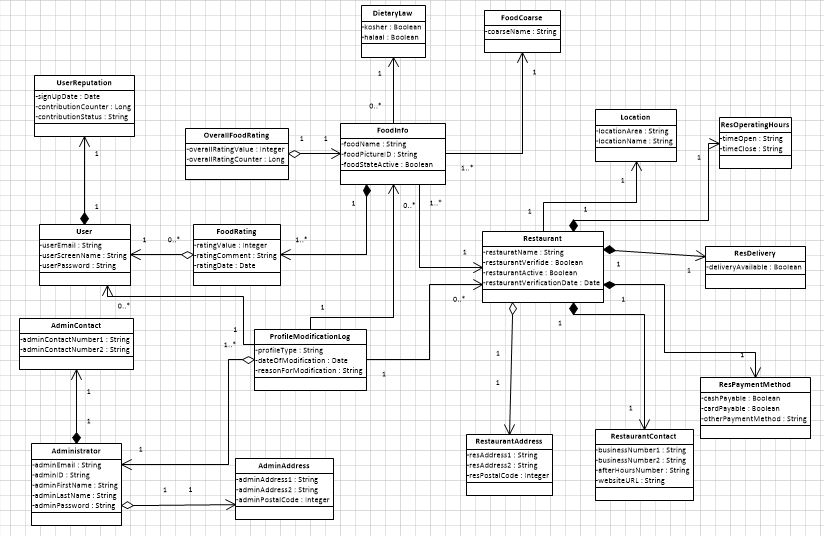 DietaryLaw
-kosher : Boolean
-halaal : Boolean
FoodCoarse
-coarseName : String
1
1
0..*
UserReputation
-signUpDate : Date
-contributionCounter : Long
-contributionStatus : String
1
1
OverallFoodRating
-overallRatingValue : Integer
-overallRatingCounter : Long
1
1
FoodInfo
-foodName : String
-foodPictureID : String
-foodStateActive : Boolean
1..*
1
0..*
1..*
Location
-locationArea : String
-locationName : String
1
1
ResOperatingHours
-timeOpen : String
-timeClose : String
1
1
User
-userEmail : String
-userScreenName : String
-userPassword : String
1
0..*
FoodRating
-ratingValue : Integer
-ratingComment : String
-ratingDate : Date
1..*
Restaurant
-restauratName : String
-restaurantVerifide : Boolean
-restaurantActive : Boolean
-restaurantVerificationDate : Date
1
0..*
1
1
ResDelivery
-deliveryAvailable : Boolean
0..*
1
1
1..*
AdminContact
-adminContactNumber1 : String
-adminContactNumber2 : String
1
1
ProfileModificationLog
-profileType : String
-dateOfModification : Date
-reasonForModification : String
1
1
1
1
1
1
1
ResPaymentMethod
-cashPayable : Boolean
-cardPayable : Boolean
-otherPaymentMethod : String
Administrator
-adminEmail : String
-adminID : String
-adminFirstName : String
-adminLastName : String
-adminPassword : String
1
1
1
AdminAddress
-adminAddress1 : String
-adminAddress2 : String
-adminPostalCode : Integer
RestaurantAddress
-resAddress1 : String
-resAddress2 : String
-resPostalCode : Integer
RestaurantContact
-businessNumber1 : String
-businessNumber2 : String
-afterHoursNumber : String
-websiteURL : String